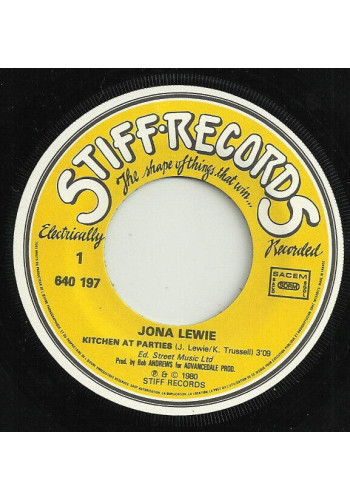 STIFF·RECORDS
The shape of things that win...
Electrically
Recorded
1
640 197
SACEM
JONA LEWIE
KITCHEN AT PARTIES (J. Lewie/K. Trussell) 3'09
Ed. Street Music Ltd
Prod. by Bob ANDREWS for ADVANCEDALE PROD.
℗ & © 1980
STIFF RECORDS